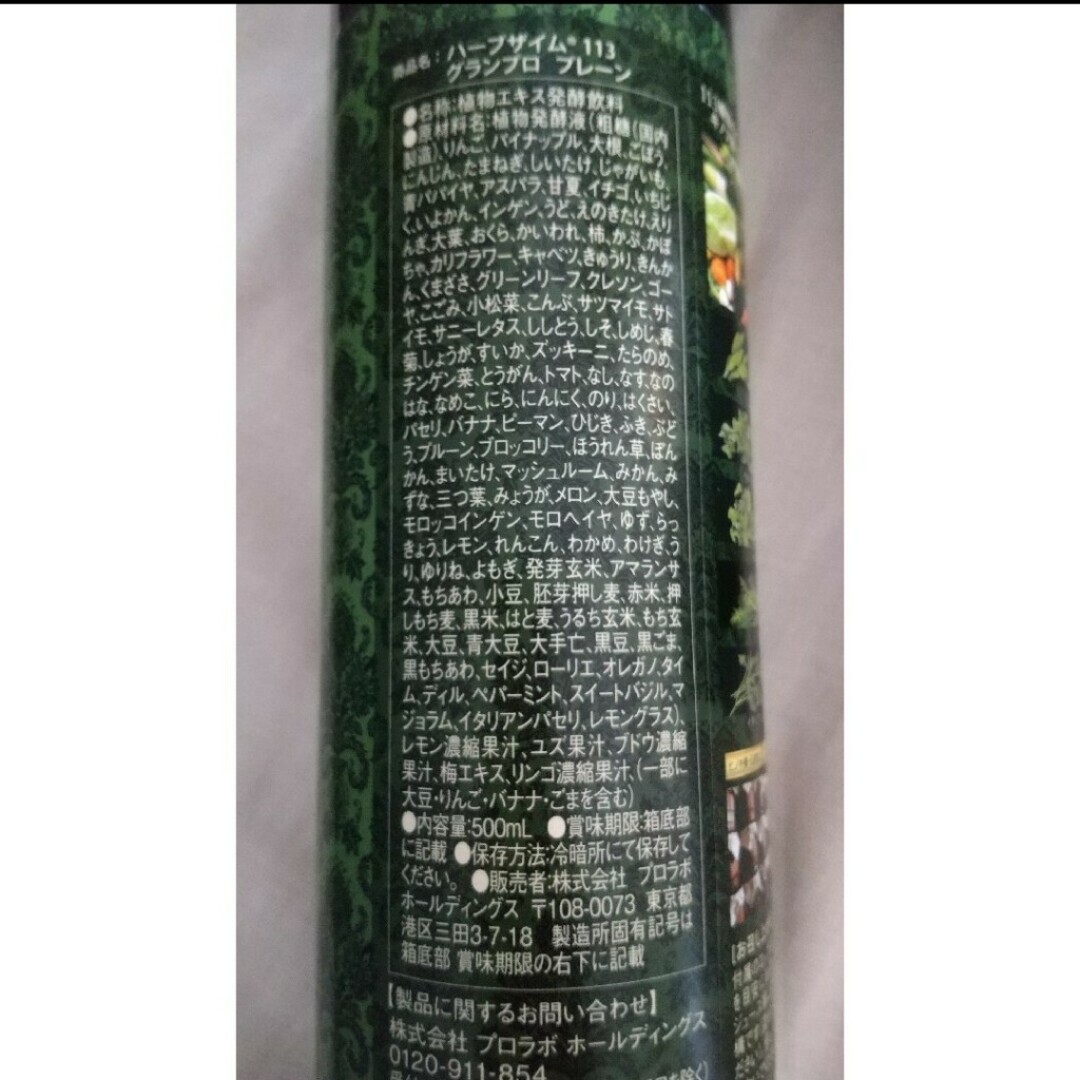 商品名：ハーブザイム®113
グランプロ プレーン
●名称:植物エキス発酵飲料
●原材料名:植物発酵液(粗糖(国内
製造)、りんご、パイナップル、大根、ごぼう、
にんじん、たまねぎ、しいたけ、じゃがいも、
青パパイヤ、アスパラ、甘夏、イチゴ、いちじ
く、いよかん、インゲン、うど、えのきたけ、えり
んぎ、大葉、おくら、かいわれ、柿、かぶ、かぼ
ちゃ、カリフラワー、キャベツ、きゅうり、きんか
ん、くまざさ、グリーンリーフ、クレソン、ゴー
ヤ、こごみ、小松菜、こんぶ、サツマイモ、サト
イモ、サニーレタス、ししとう、しそ、しめじ、春
菊、しょうが、すいか、ズッキーニ、たらのめ、
チンゲン菜、とうがん、トマト、なし、なす、なの
はな、なめこ、にら、にんにく、のり、はくさい、
パセリ、バナナ、ピーマン、ひじき、ふき、ぶど
う、プルーン、ブロッコリー、ほうれん草、ぽん
かん、まいたけ、マッシュルーム、みかん、み
ずな、三つ葉、みょうが、メロン、大豆もやし、
モロッコインゲン、モロヘイヤ、ゆず、らっ
きょう、レモン、れんこん、わかめ、わけぎ、う
り、ゆりね、よもぎ、発芽玄米、アマランサ
ス、もちあわ、小豆、胚芽押し麦、赤米、押
しもち麦、黒米、はと麦、うるち玄米、もち玄
米、大豆、青大豆、大手亡、黒豆、黒ごま、
黒もちあわ、セイジ、ローリエ、オレガノ、タイ
ム、ディル、ペパーミント、スイートバジル、マ
ジョラム、イタリアンパセリ、レモングラス)、
レモン濃縮果汁、ユズ果汁、ブドウ濃縮
果汁、梅エキス、リンゴ濃縮果汁、(一部に
大豆・りんご・バナナ・ごまを含む)
●内容量:500mL ●賞味期限:箱底部
に記載 ●保存方法:冷暗所にて保存して
ください。 ●販売者:株式会社 プロラボ
ホールディングス 〒108-0073 東京都
港区三田3-7-18 製造所固有記号は
箱底部 賞味期限の右下に記載
【製品に関するお問い合わせ】
株式会社 プロラボ ホールディングス
0120-911-854